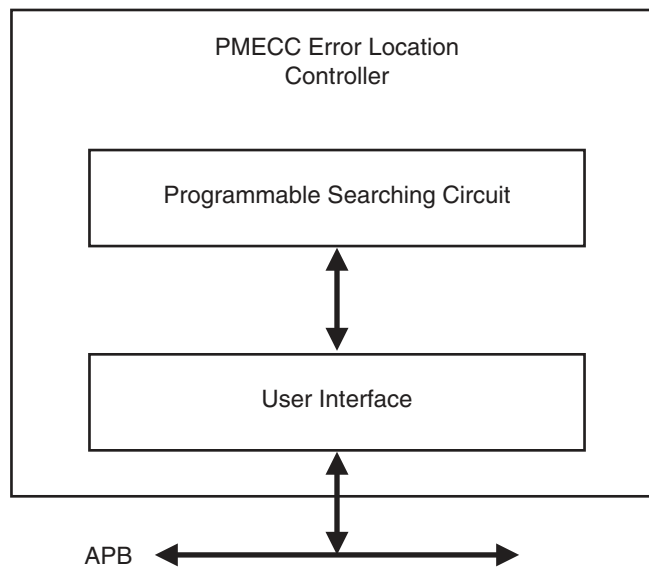 PMECC Error Location
Controller
Programmable Searching Circuit
User Interface
APB